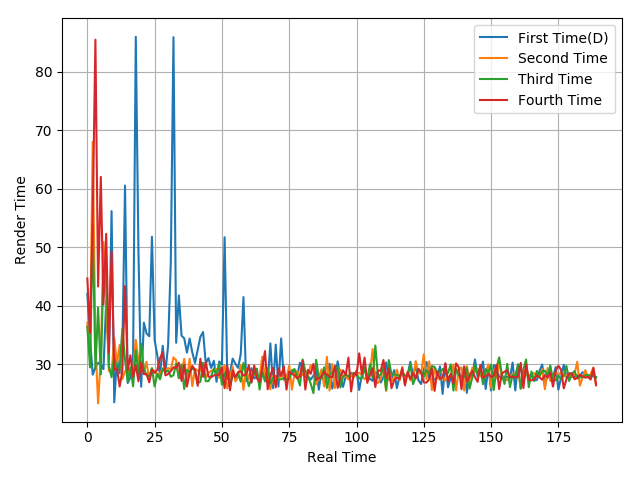 First Time(D)
Second Time
Third Time
Fourth Time
Render Time
80
70
60
50
40
30
0 25 50 75 100 125 150 175
Real Time